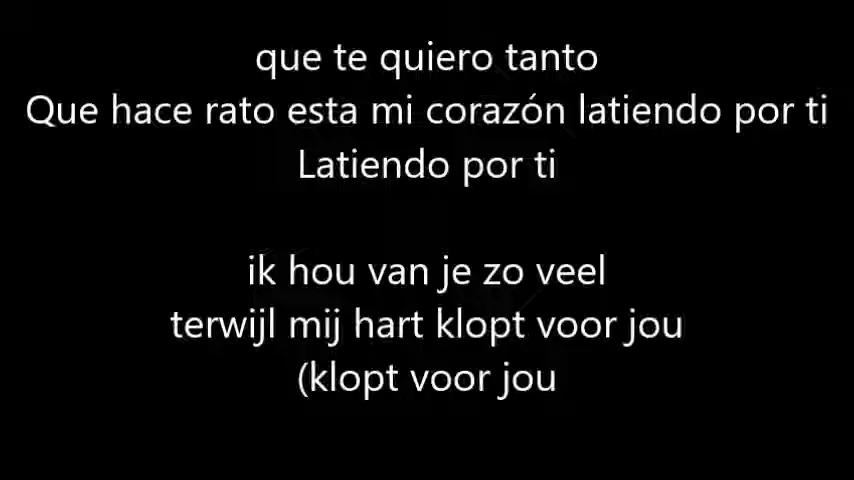 que te quiero tanto
Que hace rato esta mi corazón latiendo por ti
Latiendo por ti
ik hou van je zo veel
terwijl mij hart klopt voor jou
(klopt voor jou